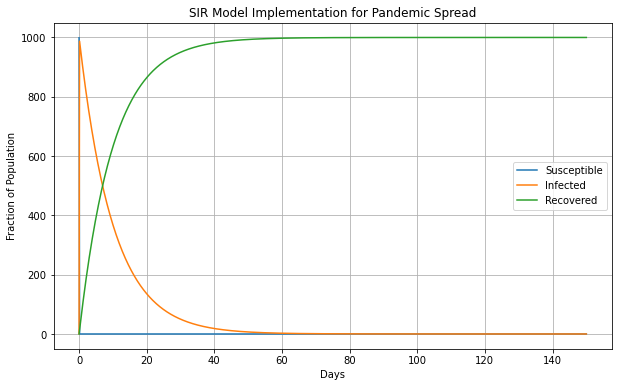 SIR Model Implementation for Pandemic Spread
1000
800
600
400
200
0
Fraction of Population
Susceptible
Infected
Recovered
0 20 40 60 80 100 120 140
Days